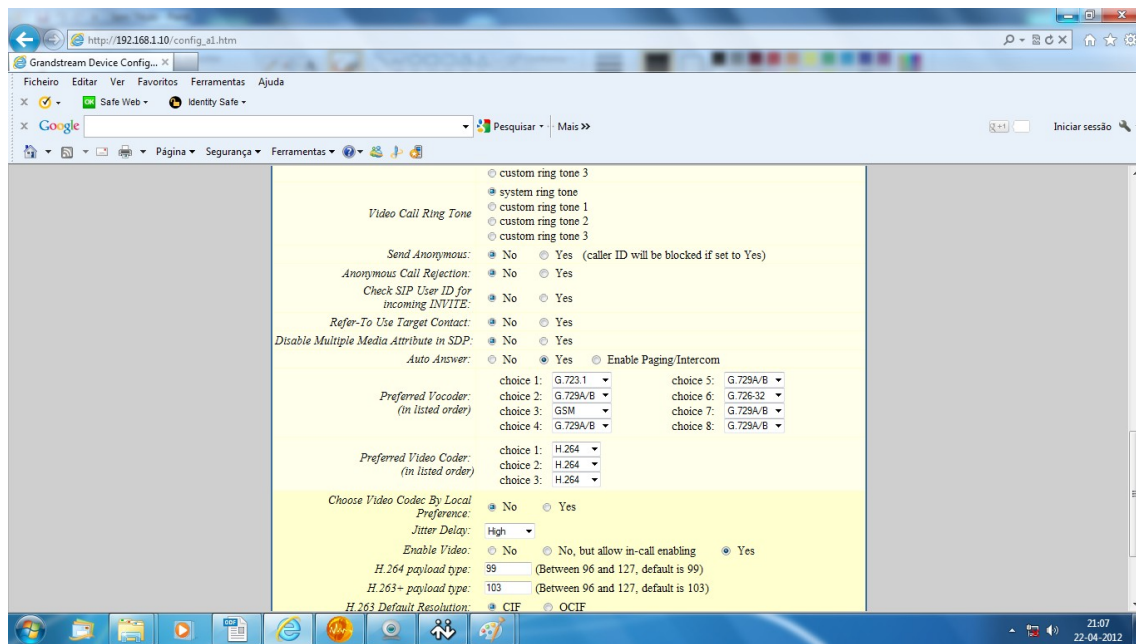 http://192.168.1.10/config_a1.htm
Grandstream Device Config...
Ficheiro Editar Ver Favoritos Ferramentas Ajuda
OK Safe Web Identity Safe
Google Pesquisar Mais >> Iniciar sessão
Página Segurança Ferramentas
custom ring tone 3
system ring tone
Video Call Ring Tone custom ring tone 1
custom ring tone 2
custom ring tone 3
Send Anonymous: No Yes (caller ID will be blocked if set to Yes)
Anonymous Call Rejection: No Yes
Check SIP User ID for
incoming INVITE: No Yes
Refer-To Use Target Contact: No Yes
Disable Multiple Media Attribute in SDP: No Yes
Auto Answer: No Yes Enable Paging/Intercom
choice 1: G.723.1 choice 5: G.729A/B
Preferred Vocoder: choice 2: G.729A/B choice 6: G.726-32
(in listed order) choice 3: GSM choice 7: G.729A/B
choice 4: G.729A/B choice 8: G.729A/B
Preferred Video Coder: choice 1: H.264
(in listed order) choice 2: H.264
choice 3: H.264
Choose Video Codec By Local
Preference: No Yes
Jitter Delay: High
Enable Video: No No, but allow in-call enabling Yes
H.264 payload type: 99 (Between 96 and 127, default is 99)
H.263+ payload type: 103 (Between 96 and 127, default is 103)
H.263 Default Resolution: CIF QCIF
21:07
22-04-2012